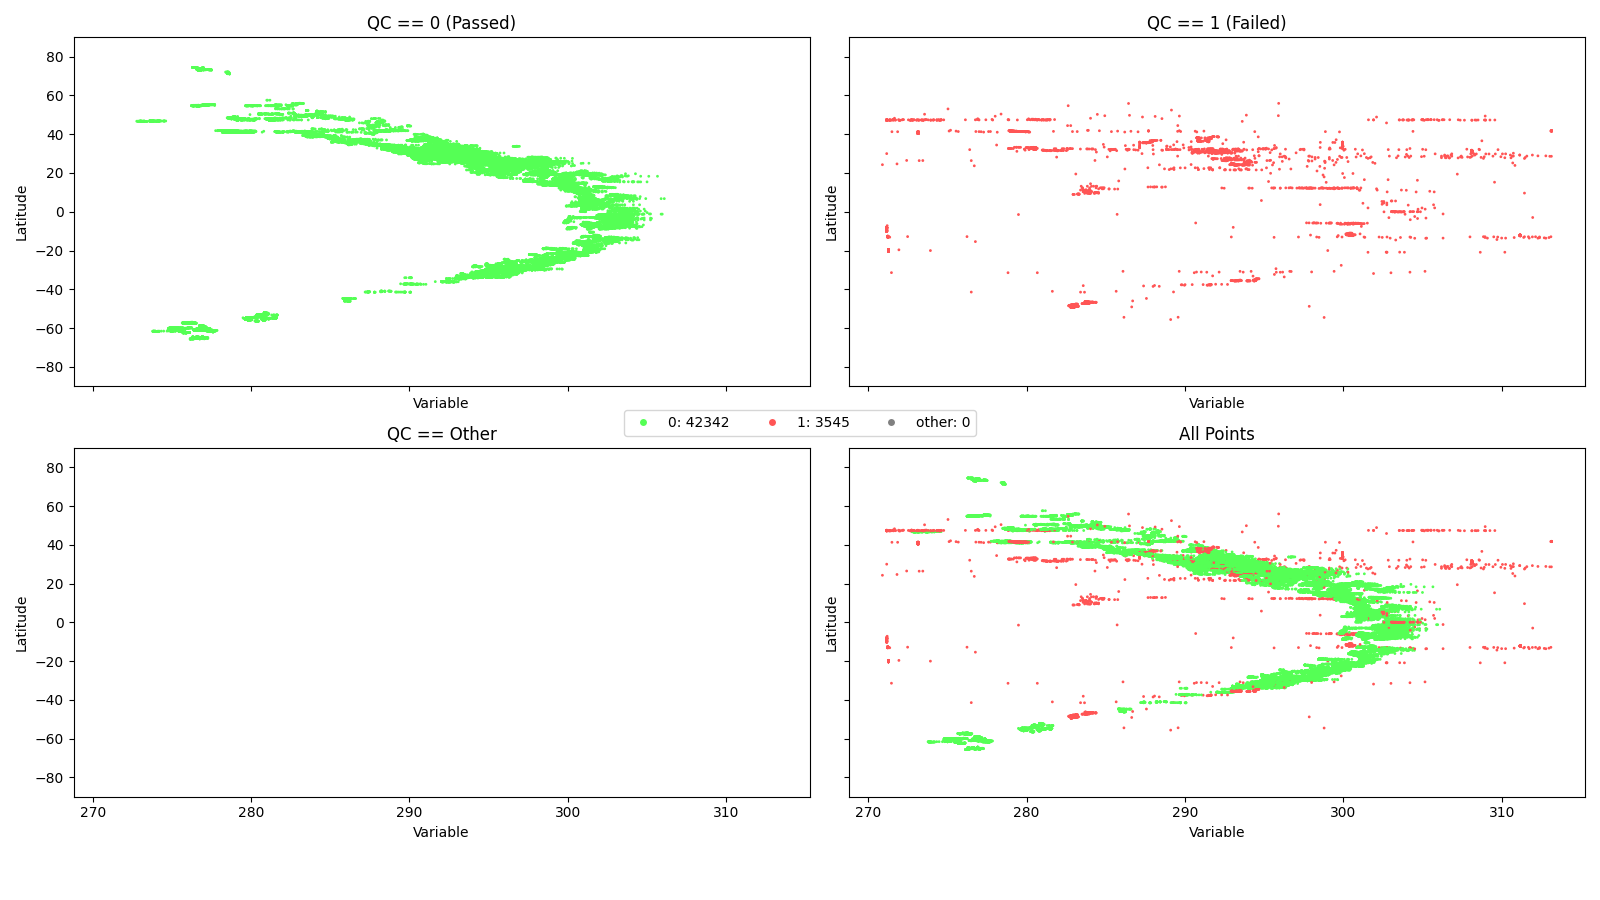 QC == 0 (Passed)
QC == 1 (Failed)
80
60
40
20
0
−20
−40
−60
−80
Latitude
Latitude
Variable
Variable
0: 42342
1: 3545
other: 0
QC == Other
All Points
80
60
40
20
0
−20
−40
−60
−80
Latitude
Latitude
270
280
290
300
310
270
280
290
300
310
Variable
Variable